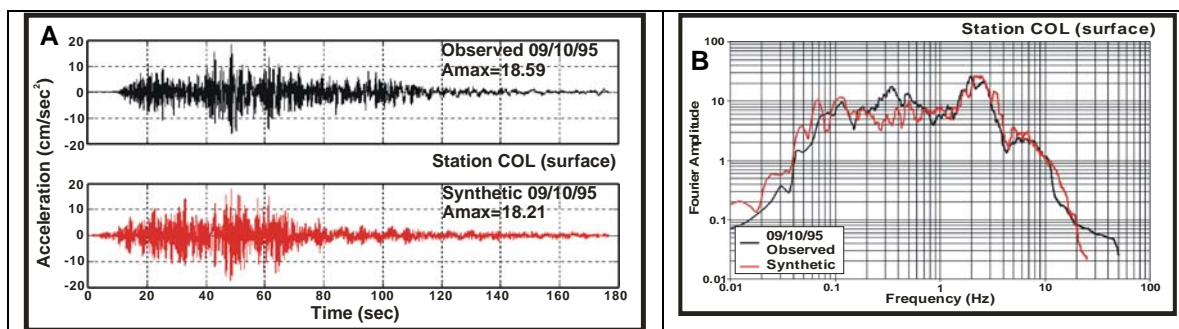 A
Observed 09/10/95
Amax=18.59
20
10
0
-10
-20
Station COL (surface)
Acceleration (cm/sec²)
Synthetic 09/10/95
Amax=18.21
20
10
0
-10
-20
0 20 40 60 80 100 120 140 160 180
Time (sec)
Station COL (surface)
B
100
10
1
0.1
0.01
Fourier Amplitude
09/10/95
Observed
Synthetic
0.01 0.1 1 10 100
Frequency (Hz)